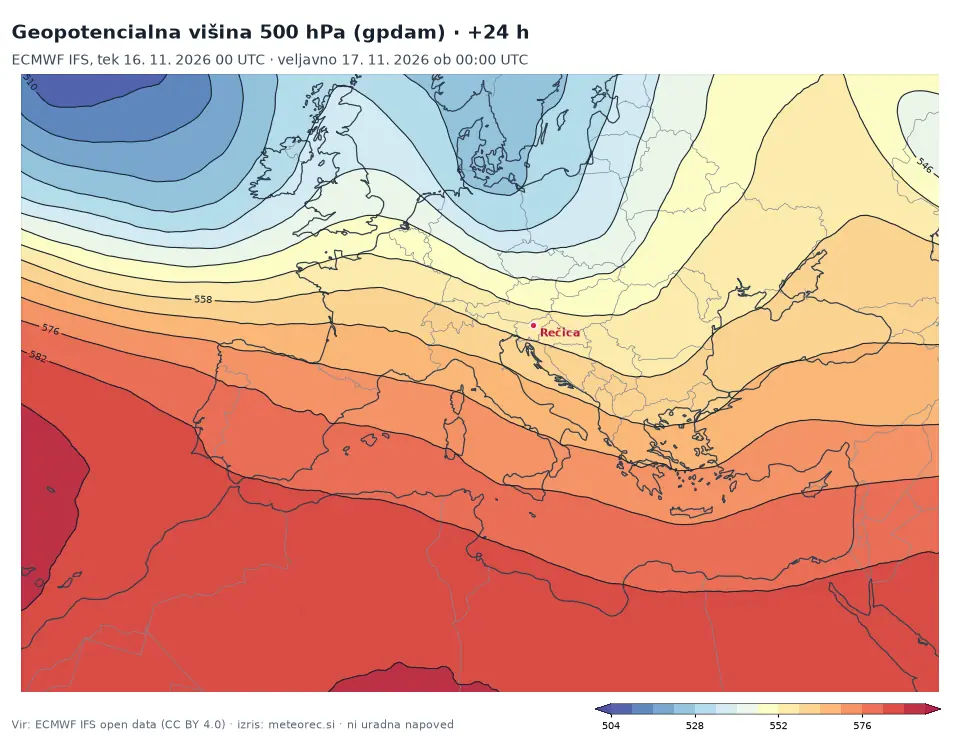 Geopotencialna višina 500 hPa (gpdam) · +24 h
ECMWF IFS, tek 16. 11. 2026 00 UTC · veljavno 17. 11. 2026 ob 00:00 UTC
510
546
558
Rečica
576
582
504 528 552 576
Vir: ECMWF IFS open data (CC BY 4.0) · izris: meteorec.si · ni uradna napoved